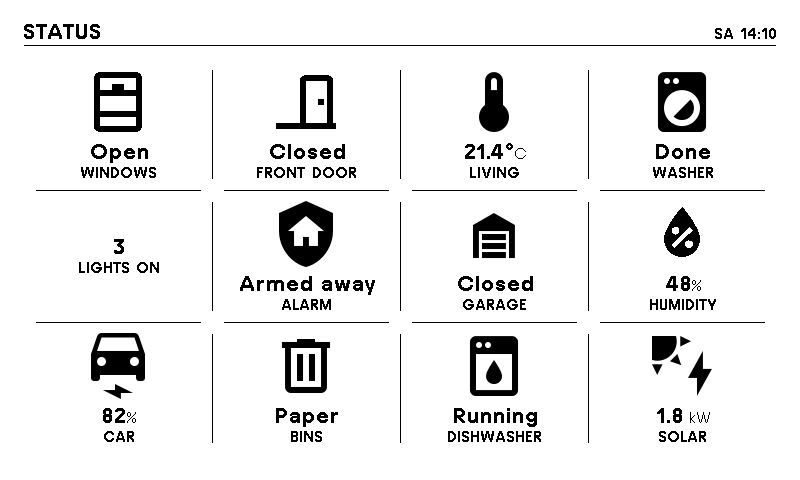 STATUS
SA 14:10
Open
WINDOWS
Closed
FRONT DOOR
21.4°C
LIVING
Done
WASHER
3
LIGHTS ON
Armed away
ALARM
Closed
GARAGE
48%
HUMIDITY
82%
CAR
Paper
BINS
Running
DISHWASHER
1.8 kW
SOLAR